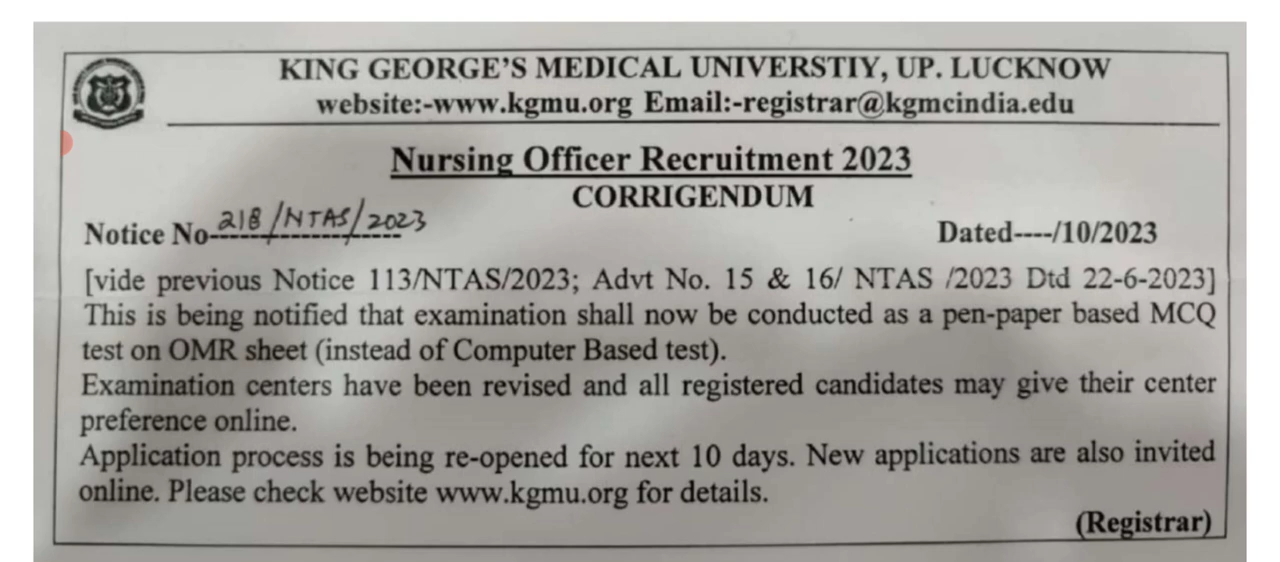 KING GEORGE'S MEDICAL UNIVERSTIY, UP. LUCKNOW
website:-www.kgmu.org Email:-registrar@kgmcindia.edu
Nursing Officer Recruitment 2023
CORRIGENDUM
Notice No-218/NTAS/2023
Dated----/10/2023
[vide previous Notice 113/NTAS/2023; Advt No. 15 & 16/ NTAS /2023 Dtd 22-6-2023]
This is being notified that examination shall now be conducted as a pen-paper based MCQ
test on OMR sheet (instead of Computer Based test).
Examination centers have been revised and all registered candidates may give their center
preference online.
Application process is being re-opened for next 10 days. New applications are also invited
online. Please check website www.kgmu.org for details.
(Registrar)